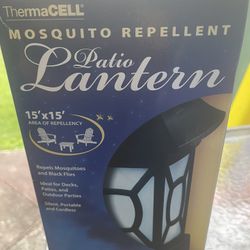 ThermaCELL
MOSQUITO REPELLENT
Patio
Lantern
15'x15'
AREA OF REPELLENCY
Repels Mosquitoes
and Black Flies
Ideal for Decks,
Patios, and
Outdoor Parties
Silent, Portable
and Cordless